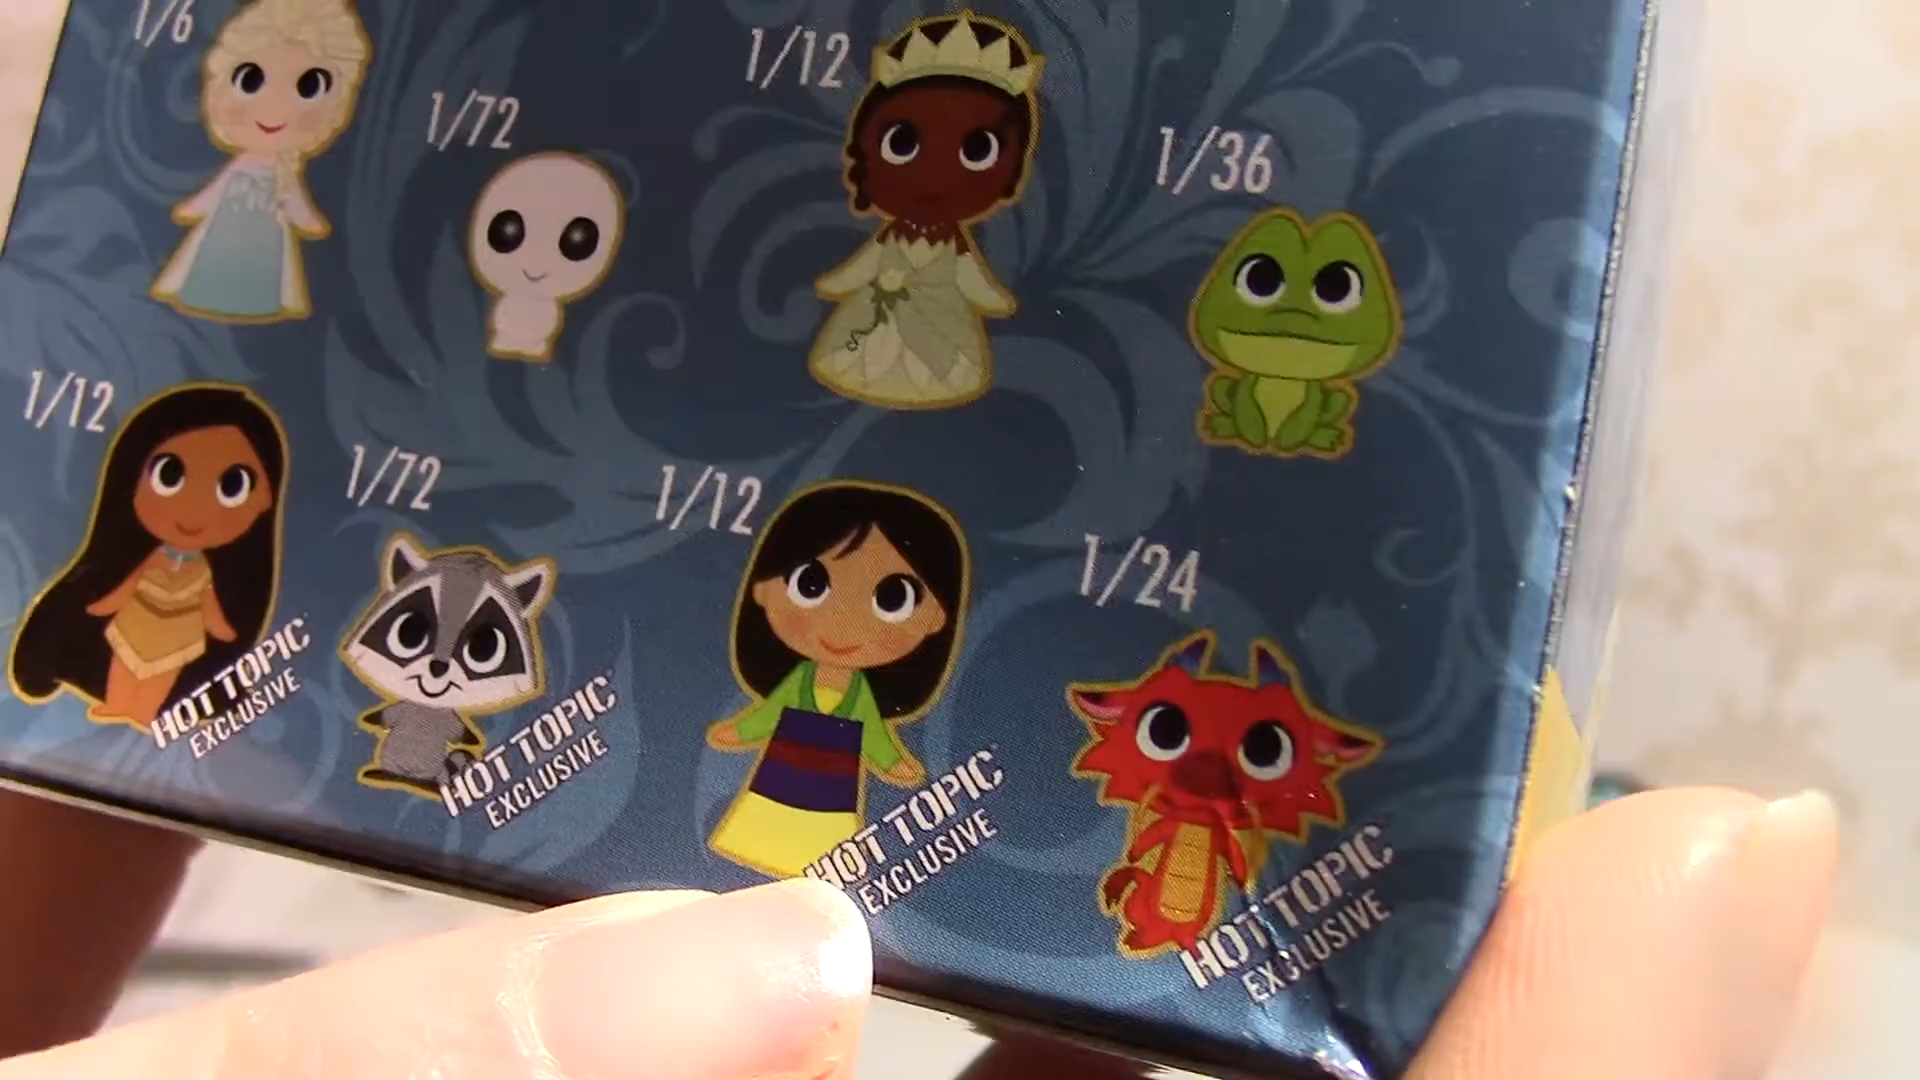 1/6
1/72
1/12
1/36
1/12
HOT TOPIC
EXCLUSIVE
1/72
HOT TOPIC
EXCLUSIVE
1/12
HOT TOPIC
EXCLUSIVE
1/24
HOT TOPIC
EXCLUSIVE